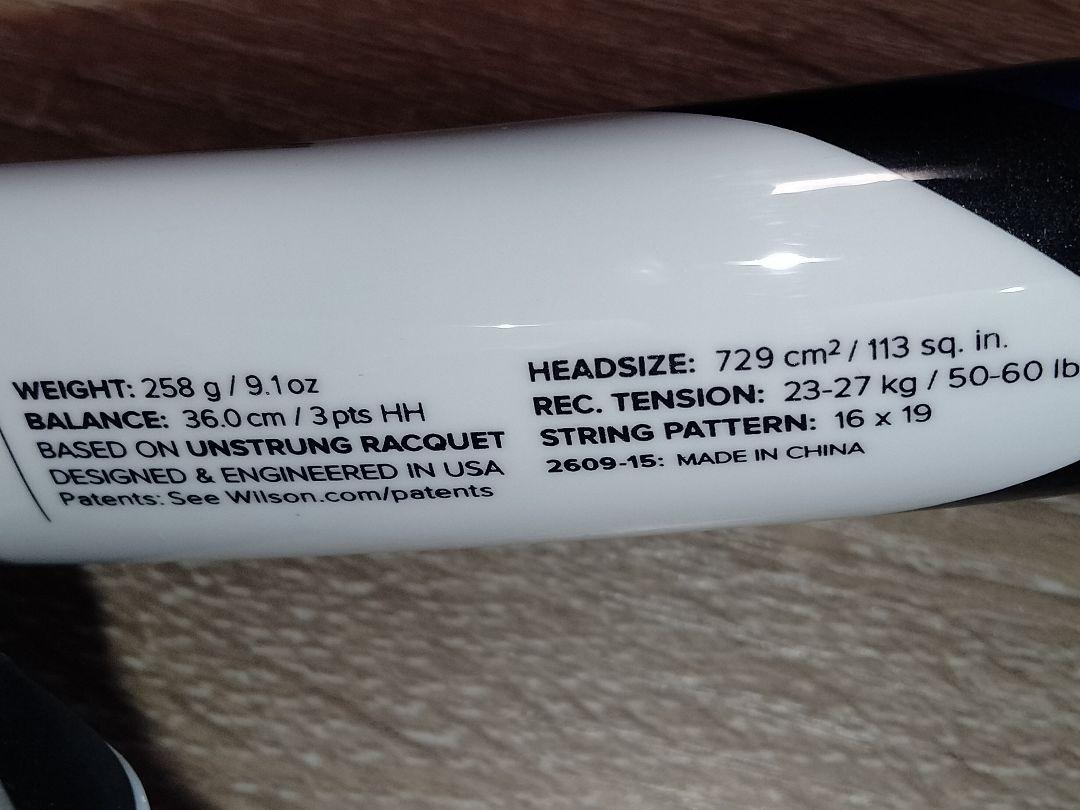 WEIGHT: 258 g / 9.1 oz
BALANCE: 36.0 cm / 3 pts HH
BASED ON UNSTRUNG RACQUET
DESIGNED & ENGINEERED IN USA
Patents: See Wilson.com/patents
HEADSIZE: 729 cm² / 113 sq. in.
REC. TENSION: 23-27 kg / 50-60 lb
STRING PATTERN: 16 x 19
2609-15: MADE IN CHINA